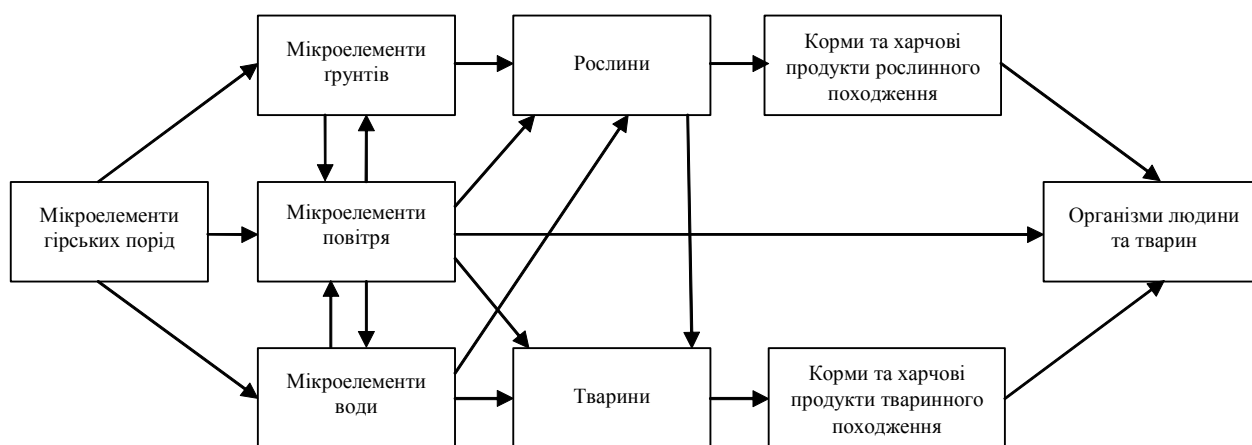 Мікроелементи
ґрунтів
Рослини
Корми та харчові
продукти рослинного
походження
Мікроелементи
гірських порід
Мікроелементи
повітря
Організми людини
та тварин
Мікроелементи
води
Тварини
Корми та харчові
продукти тваринного
походження